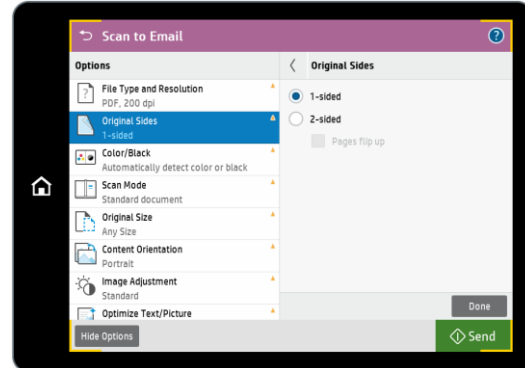 Scan to Email
?
Options
Original Sides
?
File Type and Resolution
PDF, 200 dpi
Original Sides
1-sided
Color/Black
Automatically detect color or black
Scan Mode
Standard document
Original Size
Any Size
Content Orientation
Portrait
Image Adjustment
Standard
Optimize Text/Picture
1-sided
2-sided
Pages flip up
Done
Hide Options
Send